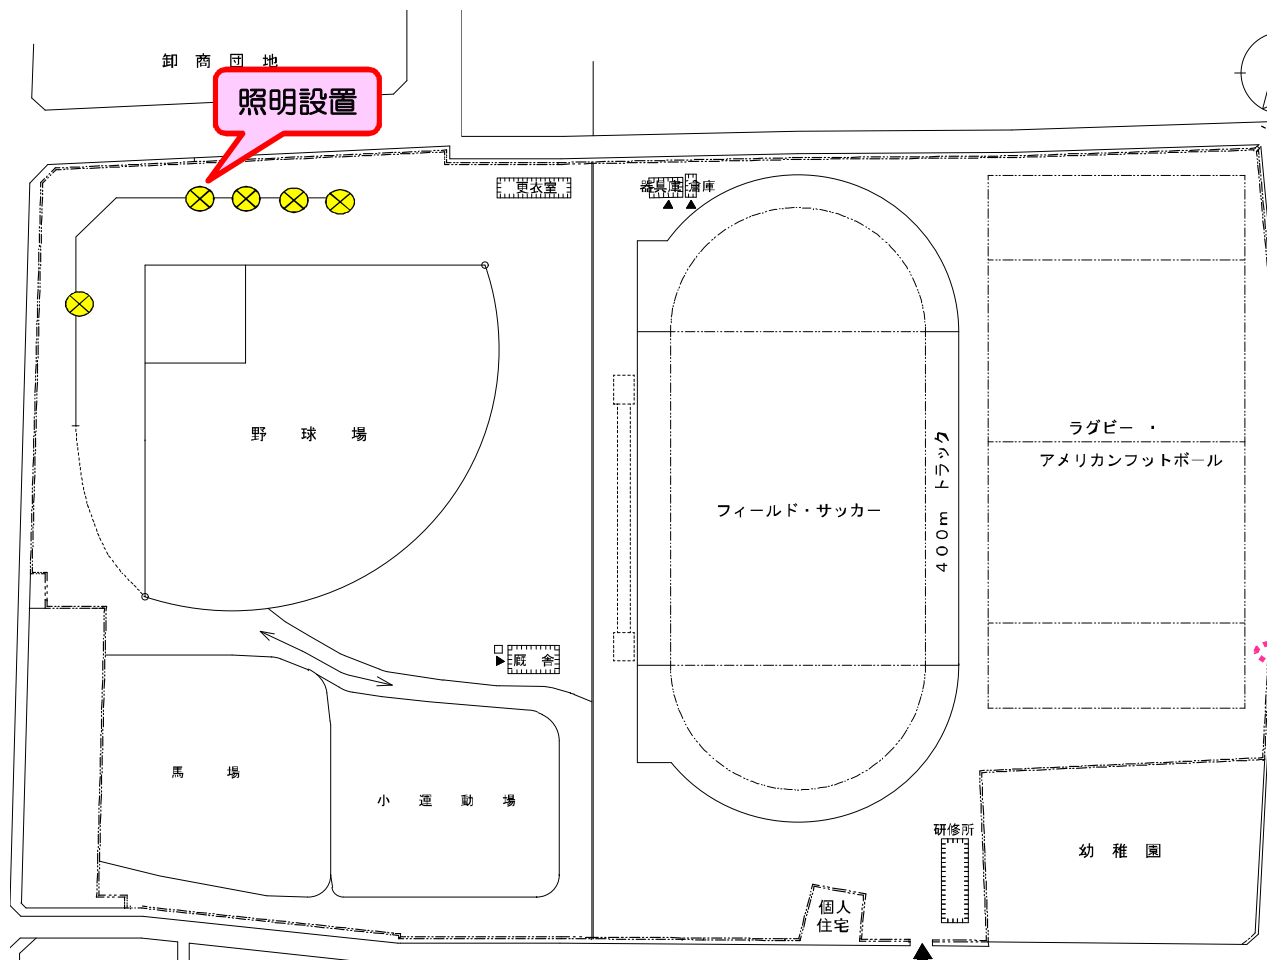 卸商団地
照明設置
更衣室
器具庫
倉庫
野球場
ラグビー・
アメリカンフットボール
400m トラック
フィールド・サッカー
厩舎
馬場
小運動場
研修所
幼稚園
個人
住宅